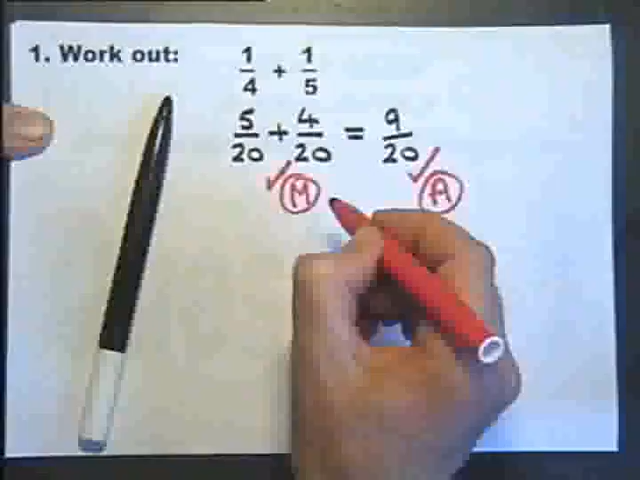 1. Work out: 1/4 + 1/5
5/20 + 4/20 = 9/20
✓ M ✓ A